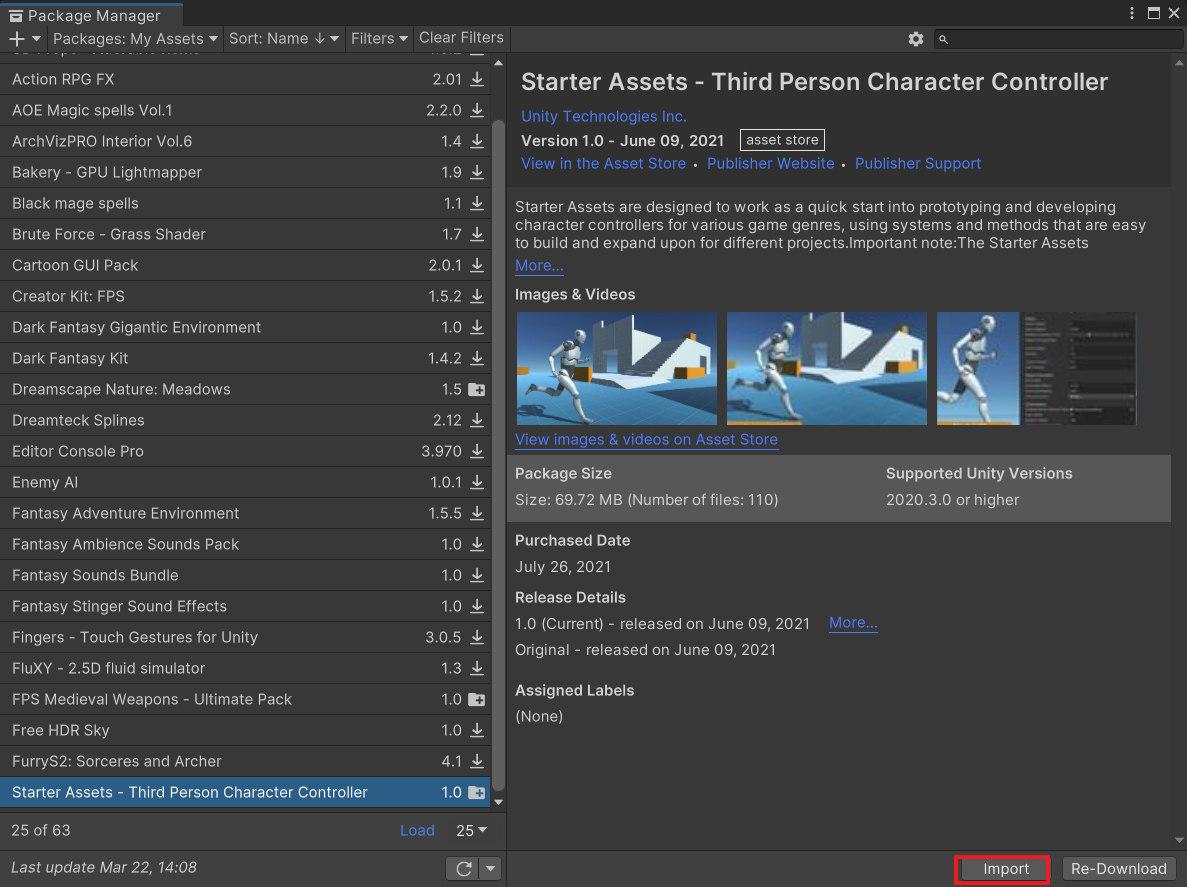 Package Manager
Packages: My Assets Sort: Name Filters Clear Filters
Action RPG FX 2.01
AOE Magic spells Vol.1 2.2.0
ArchVizPRO Interior Vol.6 1.4
Bakery - GPU Lightmapper 1.9
Black mage spells 1.1
Brute Force - Grass Shader 1.7
Cartoon GUI Pack 2.0.1
Creator Kit: FPS 1.5.2
Dark Fantasy Gigantic Environment 1.0
Dark Fantasy Kit 1.4.2
Dreamscape Nature: Meadows 1.5
Dreamteck Splines 2.12
Editor Console Pro 3.970
Enemy AI 1.0.1
Fantasy Adventure Environment 1.5.5
Fantasy Ambience Sounds Pack 1.0
Fantasy Sounds Bundle 1.0
Fantasy Stinger Sound Effects 1.0
Fingers - Touch Gestures for Unity 3.0.5
FluXY - 2.5D fluid simulator 1.3
FPS Medieval Weapons - Ultimate Pack 1.0
Free HDR Sky 1.0
FurryS2: Sorceres and Archer 4.1
Starter Assets - Third Person Character Controller 1.0
25 of 63 Load 25
Last update Mar 22, 14:08
Starter Assets - Third Person Character Controller
Unity Technologies Inc.
Version 1.0 - June 09, 2021 asset store
View in the Asset Store • Publisher Website • Publisher Support
Starter Assets are designed to work as a quick start into prototyping and developing
character controllers for various game genres, using systems and methods that are easy
to build and expand upon for different projects.Important note:The Starter Assets
More...
Images & Videos
View images & videos on Asset Store
Package Size Supported Unity Versions
Size: 69.72 MB (Number of files: 110) 2020.3.0 or higher
Purchased Date
July 26, 2021
Release Details
1.0 (Current) - released on June 09, 2021 More...
Original - released on June 09, 2021
Assigned Labels
(None)
Import Re-Download